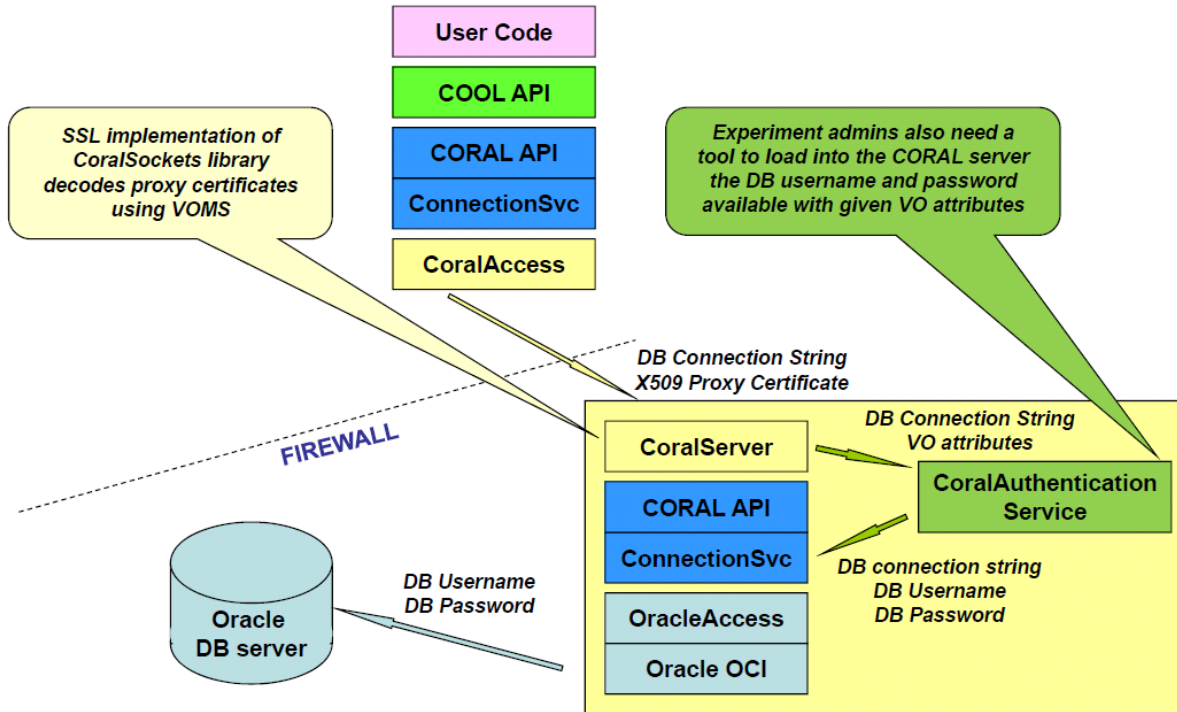 User Code
COOL API
CORAL API
ConnectionSvc
CoralAccess
SSL implementation of
CoralSockets library
decodes proxy certificates
using VOMS
Experiment admins also need a
tool to load into the CORAL server
the DB username and password
available with given VO attributes
DB Connection String
X509 Proxy Certificate
FIREWALL
CoralServer
DB Connection String
VO attributes
CoralAuthentication
Service
CORAL API
ConnectionSvc
DB connection string
DB Username
DB Password
OracleAccess
Oracle OCI
DB Username
DB Password
Oracle
DB server